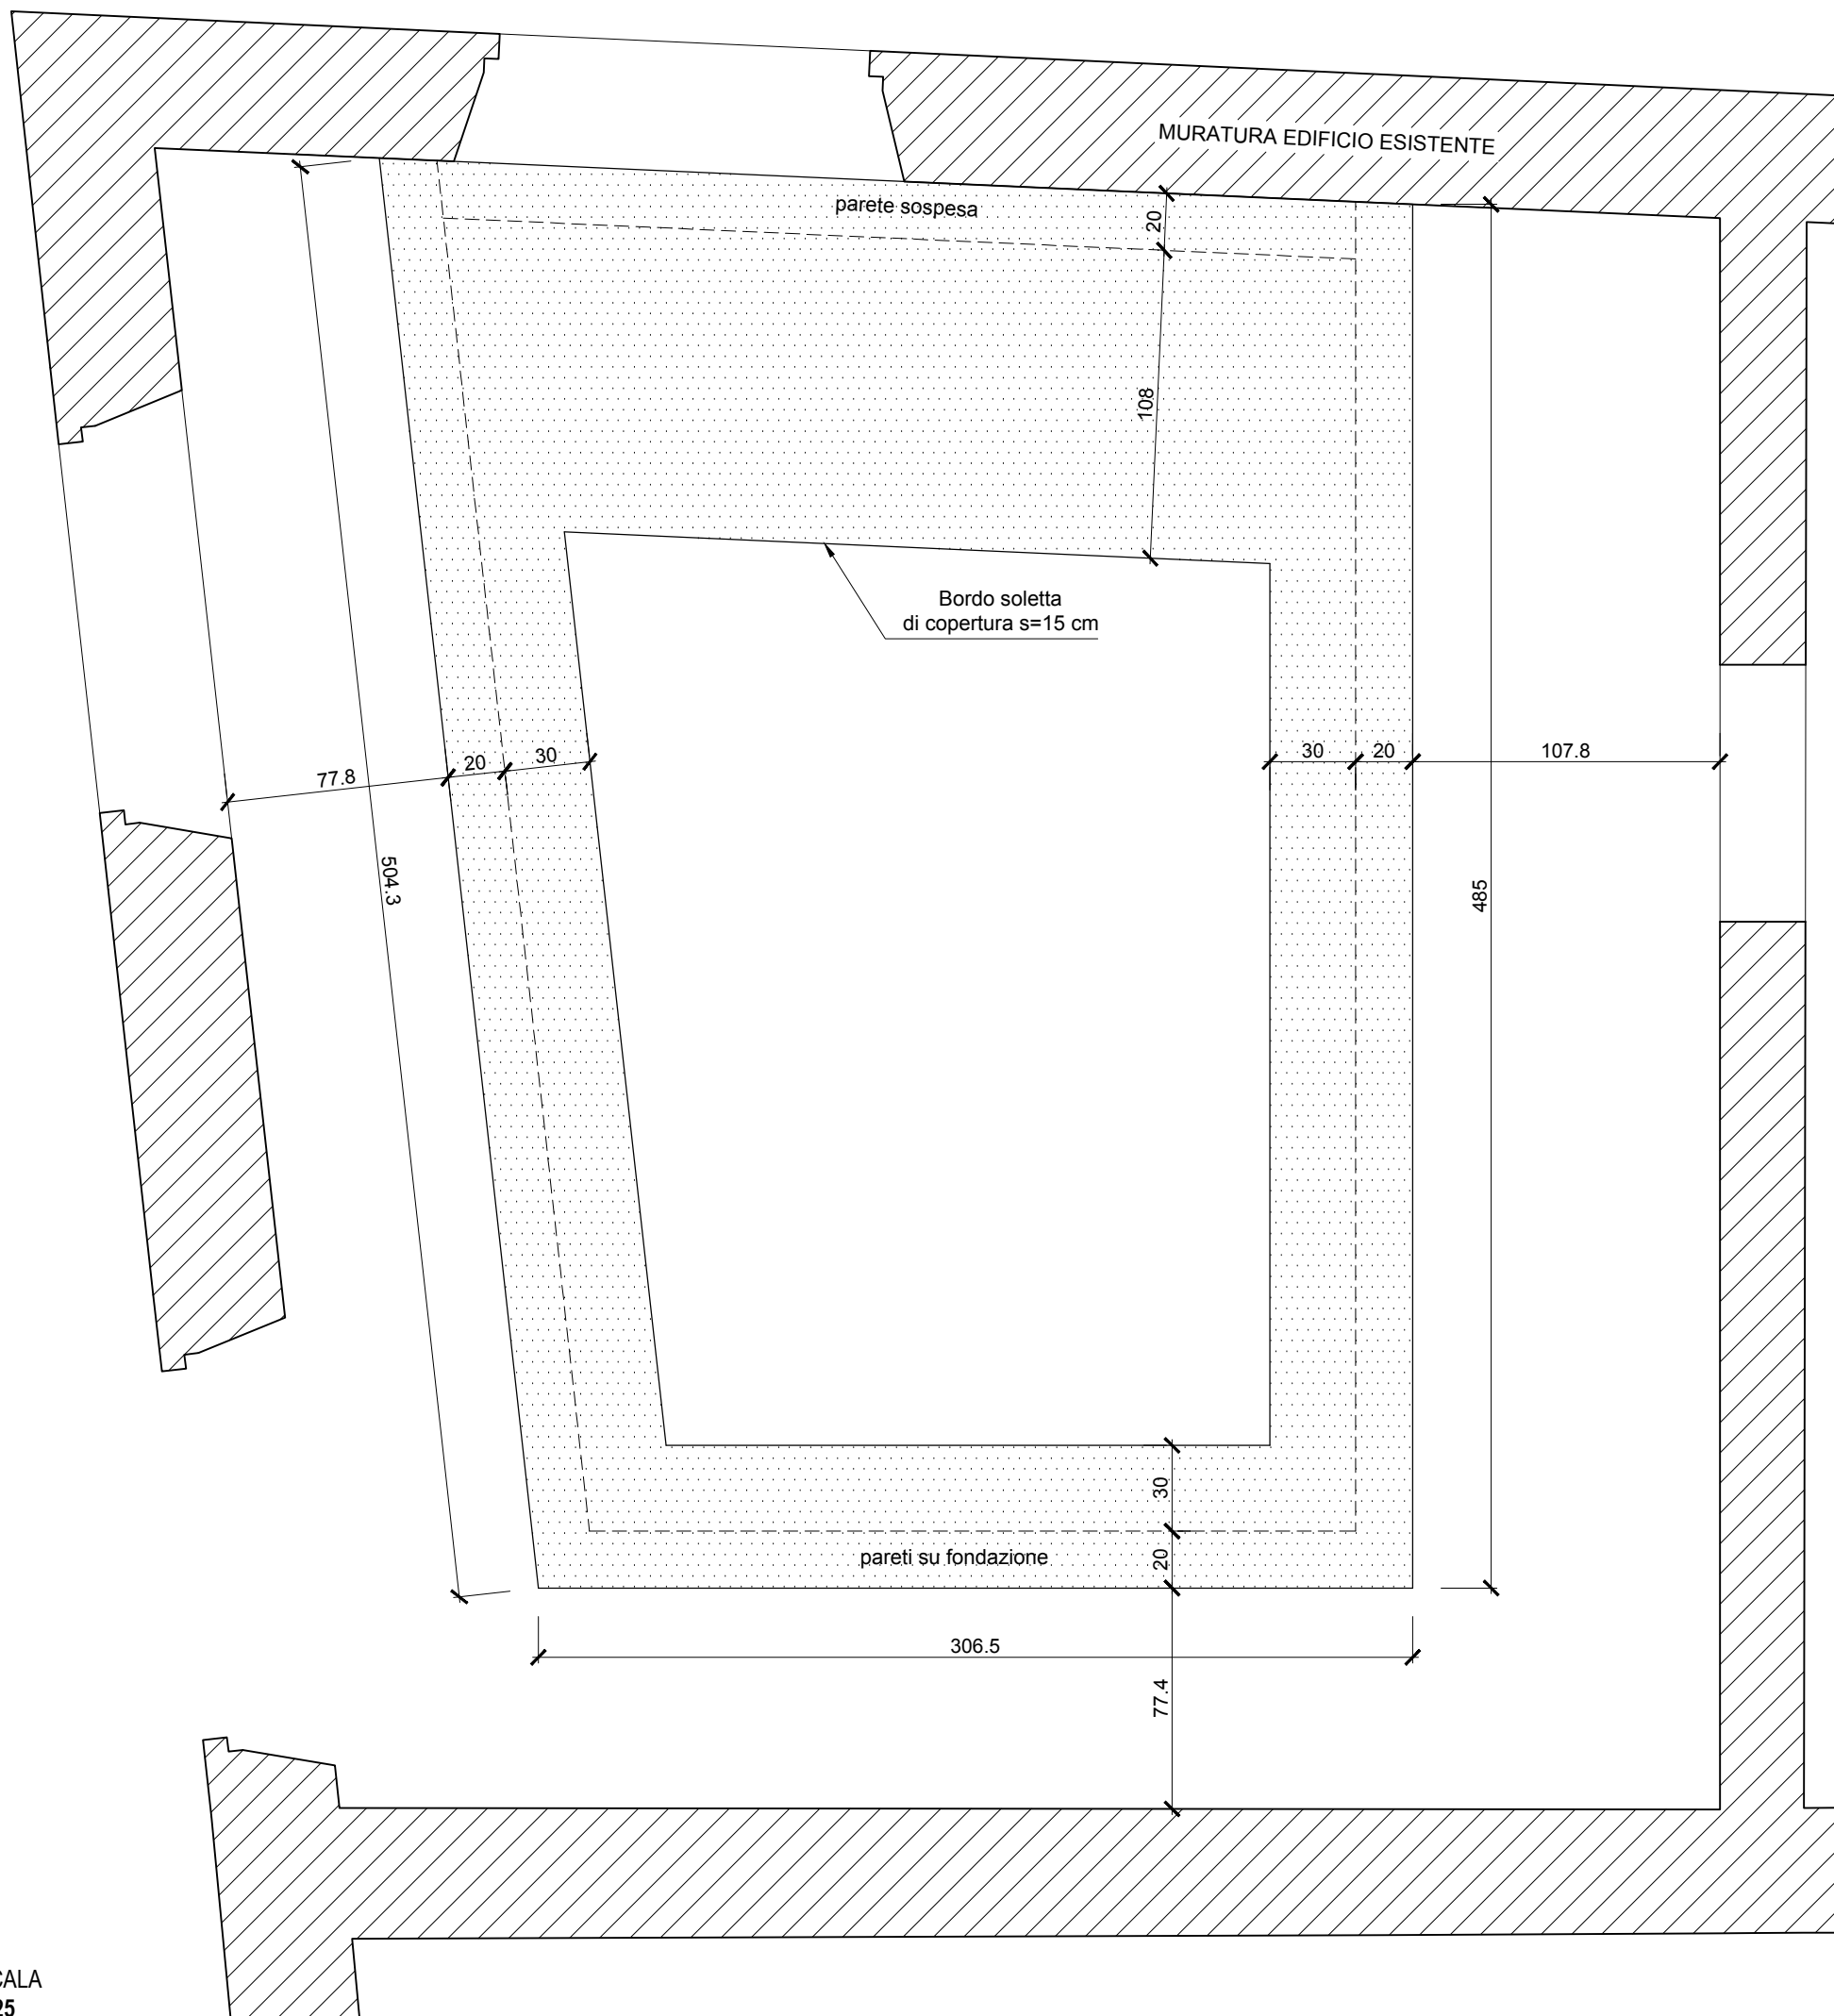 MURATURA EDIFICIO ESISTENTE
parete sospesa
20
108
Bordo soletta
di copertura s=15 cm
77.8
20
30
30
20
107.8
504.3
485
30
pareti su fondazione
20
306.5
77.4
CALA
25